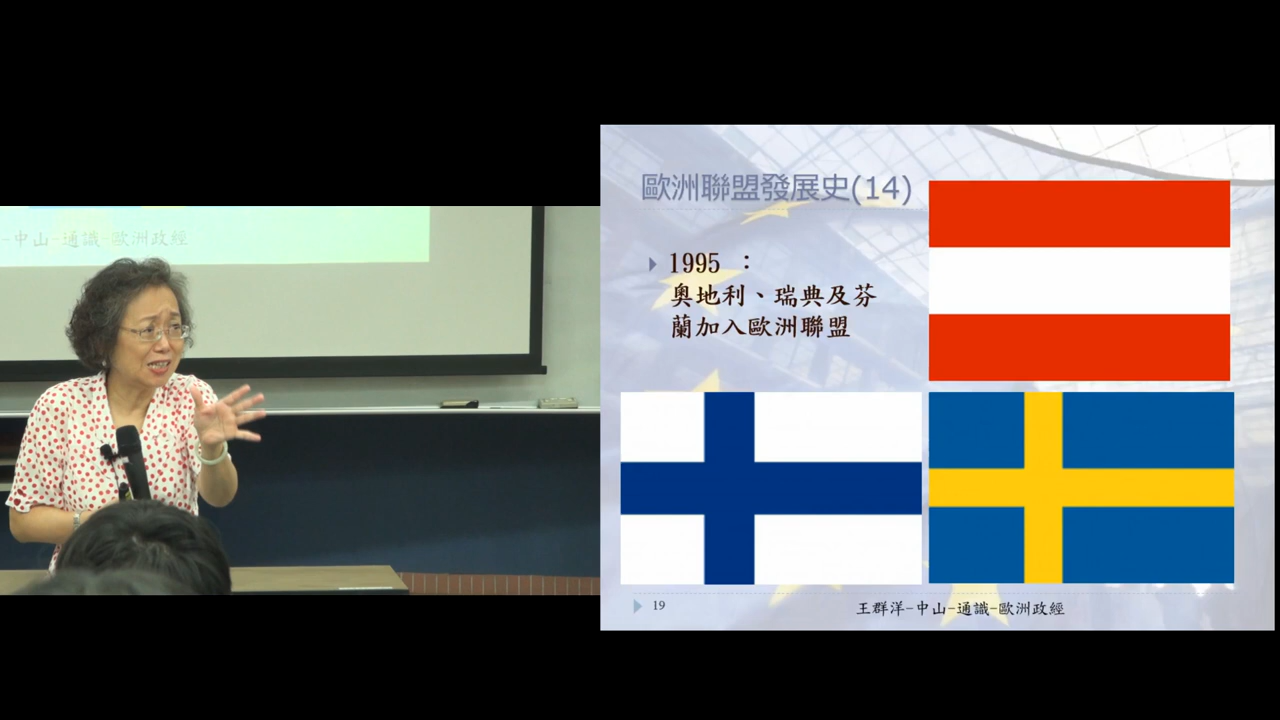 -中山-通識-歐洲政經
歐洲聯盟發展史(14)
1995 ：
奧地利、瑞典及芬
蘭加入歐洲聯盟
19
王群洋-中山-通識-歐洲政經